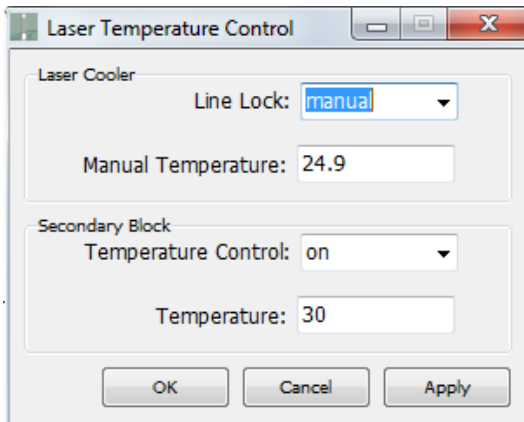 Laser Temperature Control
Laser Cooler
Line Lock: manual
Manual Temperature: 24.9
Secondary Block
Temperature Control: on
Temperature: 30
OK Cancel Apply